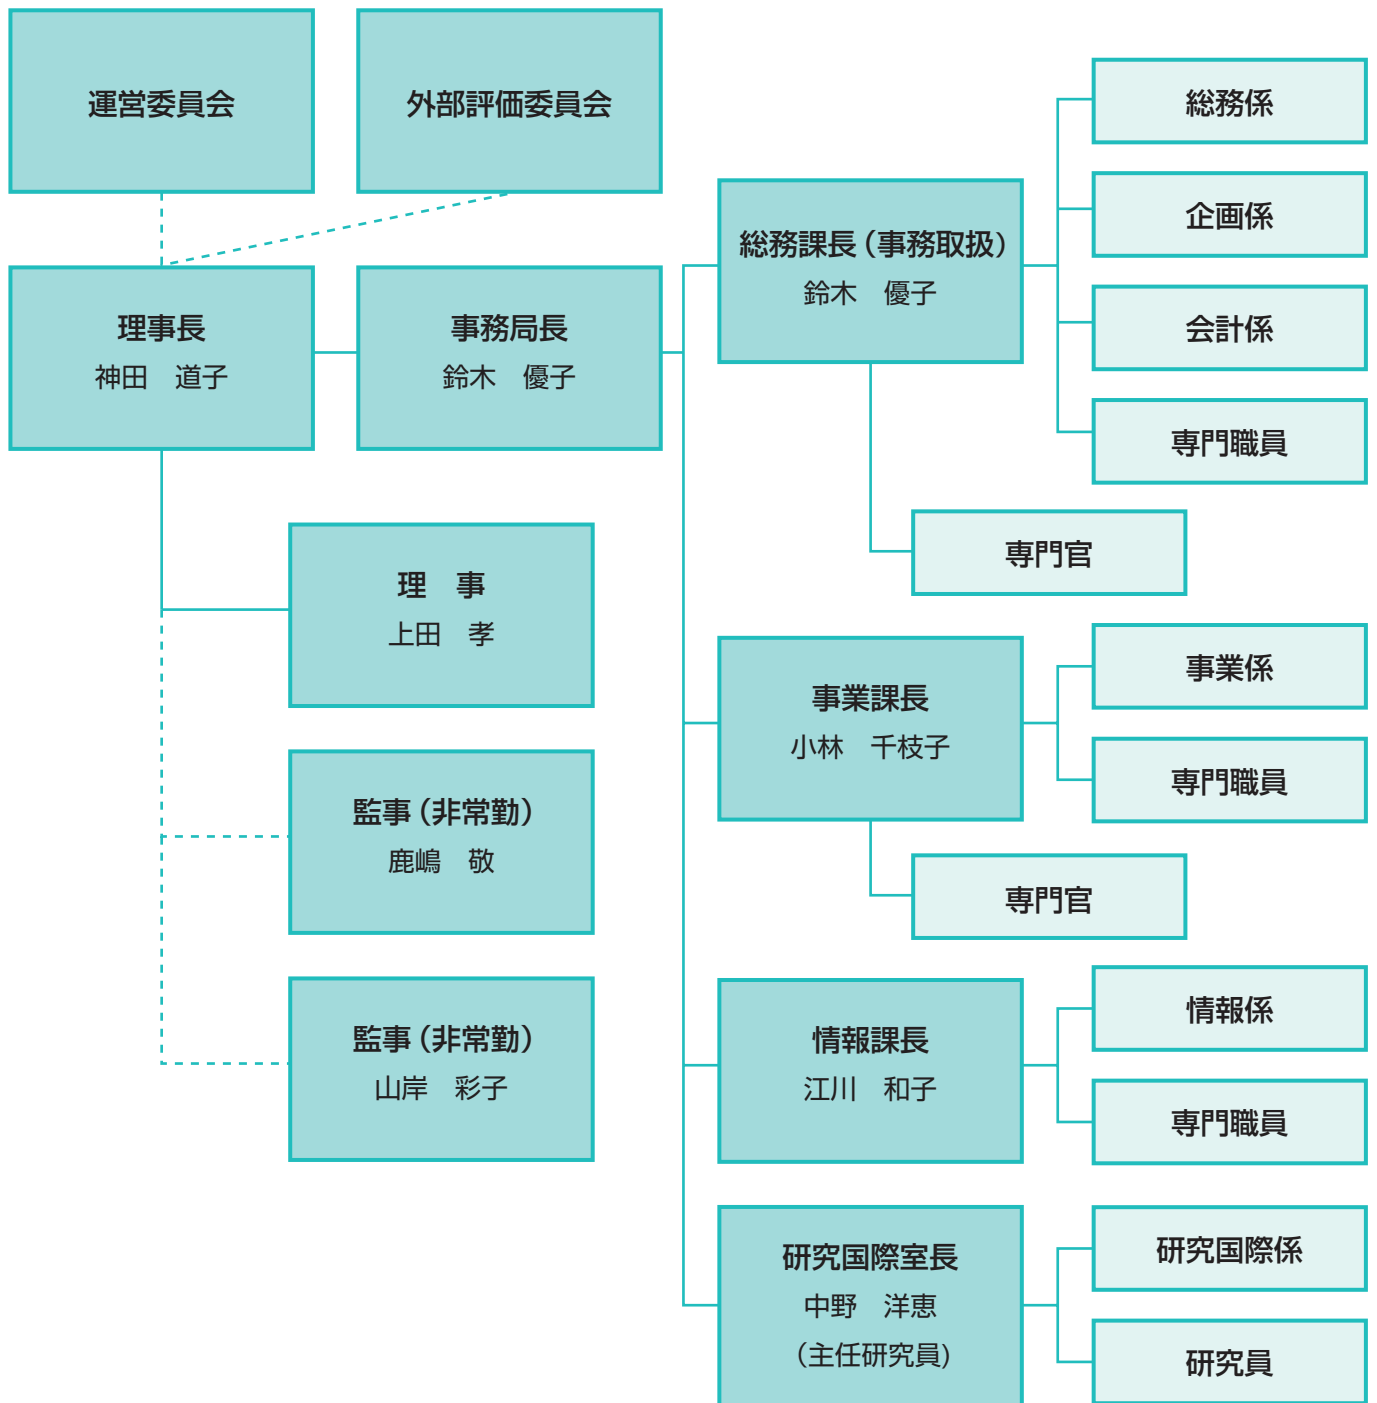 運営委員会
外部評価委員会
理事長
神田　道子
事務局長
鈴木　優子
理　事
上田　孝
監事（非常勤）
鹿嶋　敬
監事（非常勤）
山岸　彩子
総務課長（事務取扱）
鈴木　優子
総務係
企画係
会計係
専門職員
専門官
事業課長
小林　千枝子
事業係
専門職員
専門官
情報課長
江川　和子
情報係
専門職員
研究国際室長
中野　洋恵
（主任研究員）
研究国際係
研究員